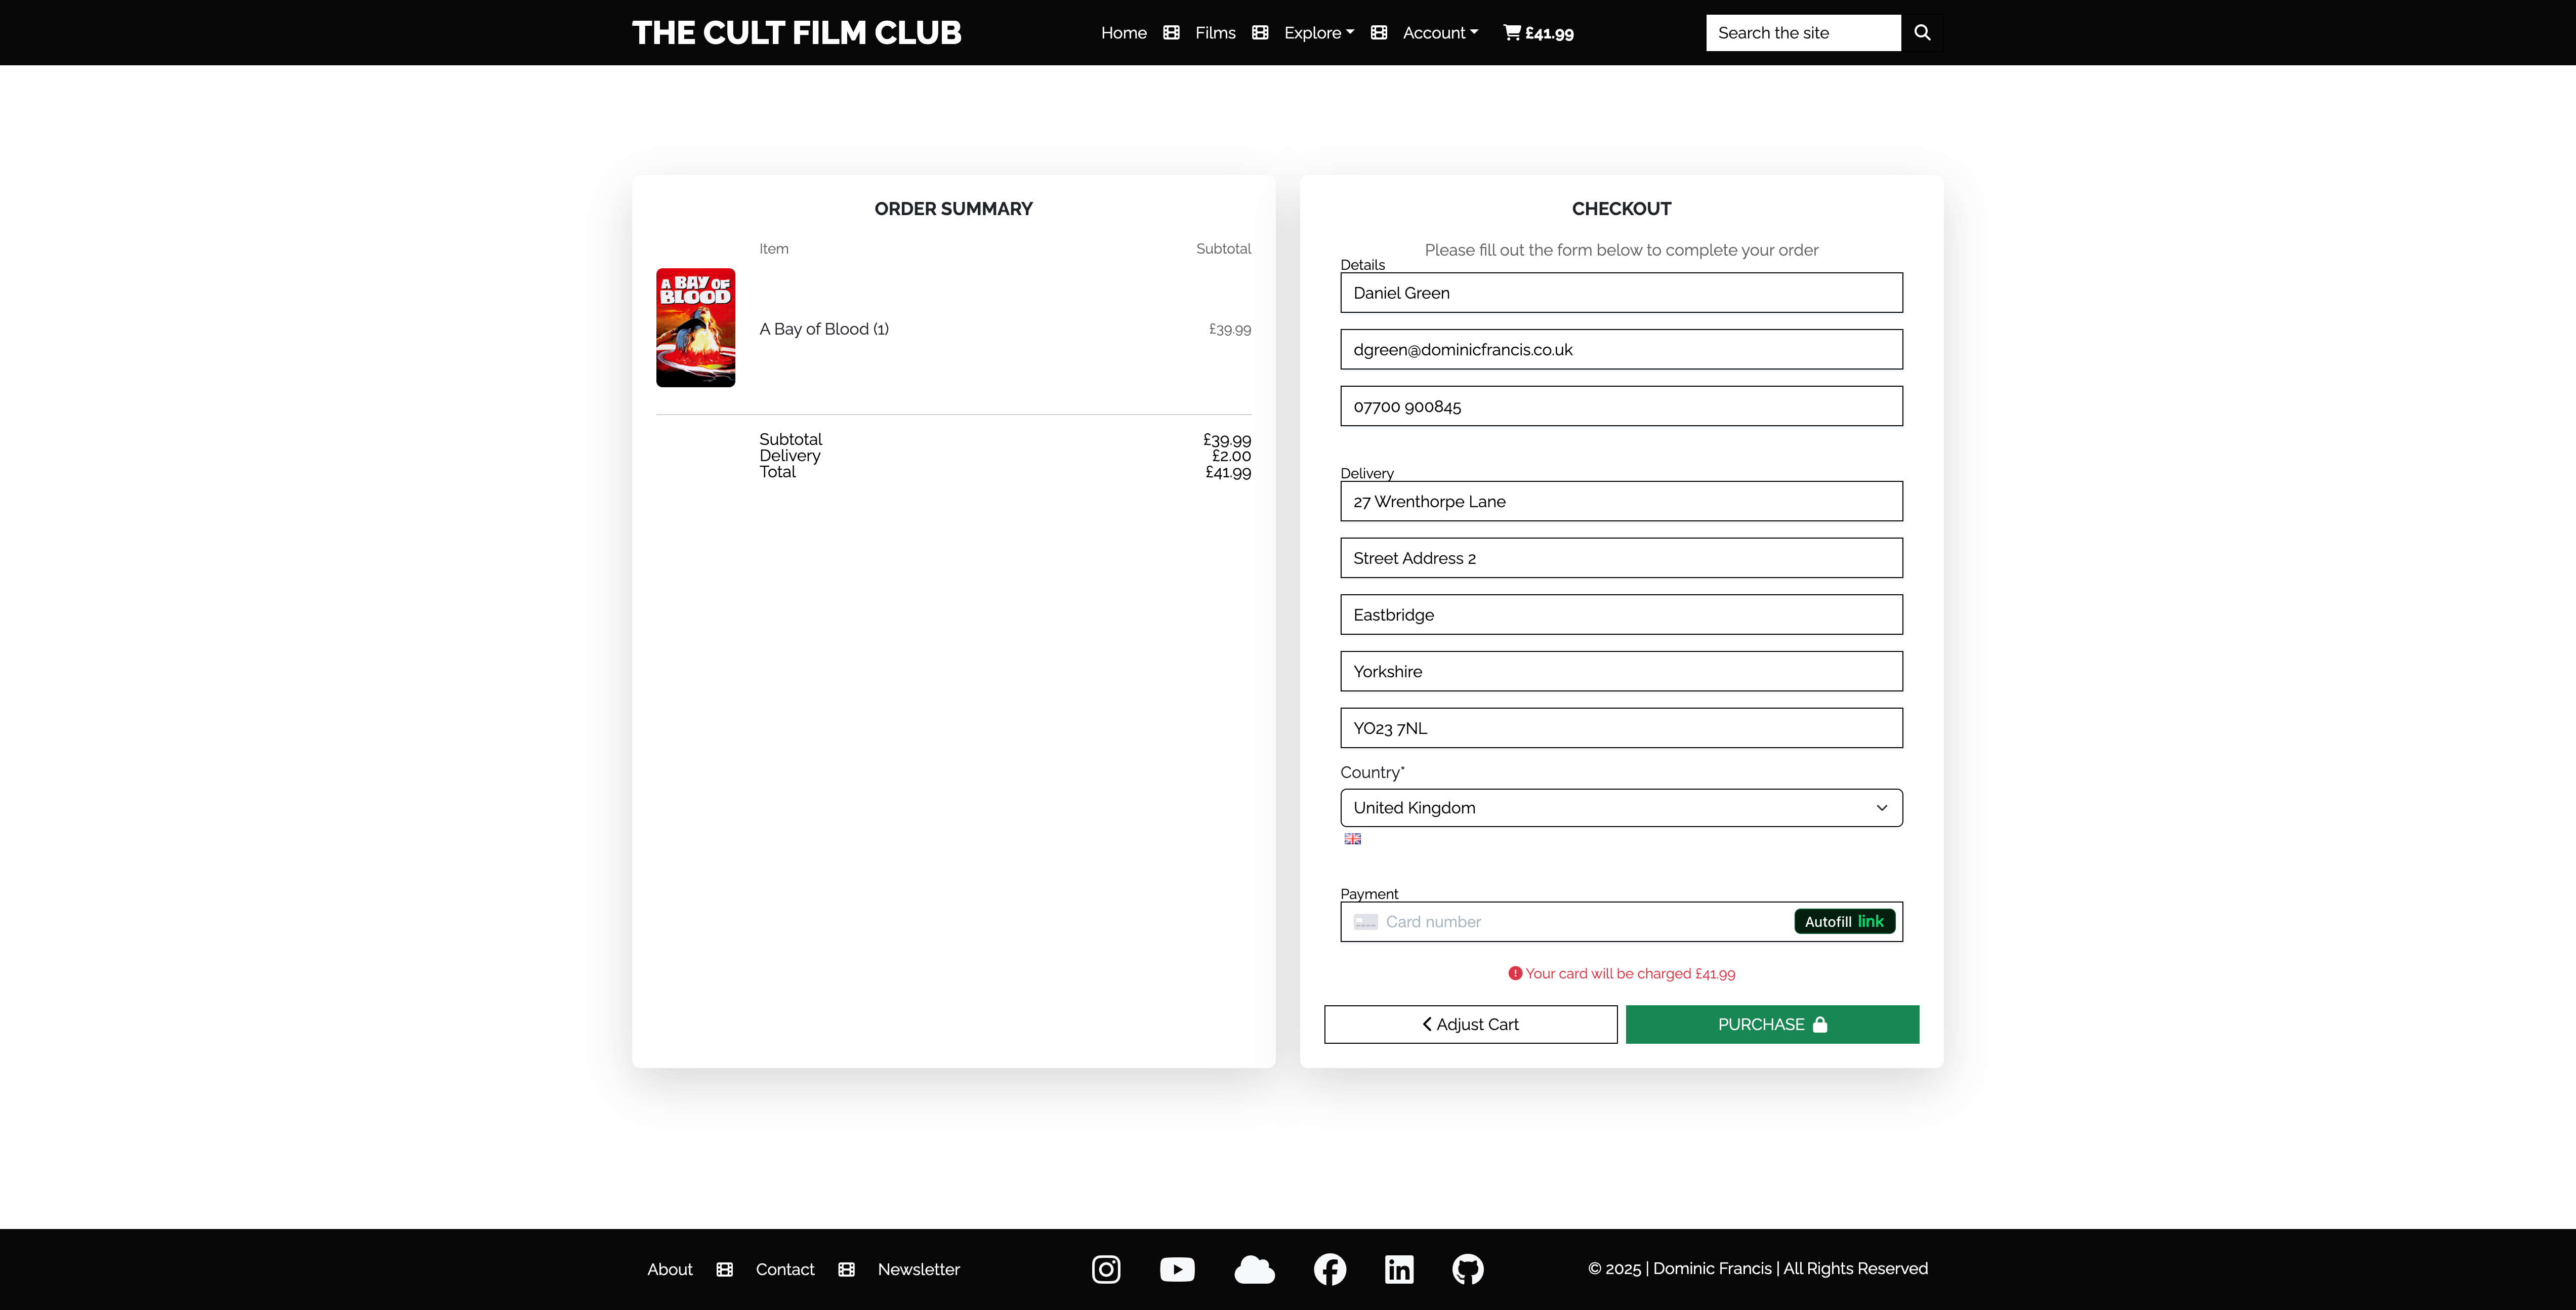 THE CULT FILM CLUB
Home Films Explore Account £41.99
Search the site
ORDER SUMMARY
Item Subtotal
A BAY OF
BLOOD
A Bay of Blood (1) £39.99
Subtotal £39.99
Delivery £2.00
Total £41.99
CHECKOUT
Please fill out the form below to complete your order
Details
Daniel Green
dgreen@dominicfrancis.co.uk
07700 900845
Delivery
27 Wrenthorpe Lane
Street Address 2
Eastbridge
Yorkshire
YO23 7NL
Country*
United Kingdom
Payment
Card number Autofill link
Your card will be charged £41.99
Adjust Cart PURCHASE
About Contact Newsletter
© 2025 | Dominic Francis | All Rights Reserved